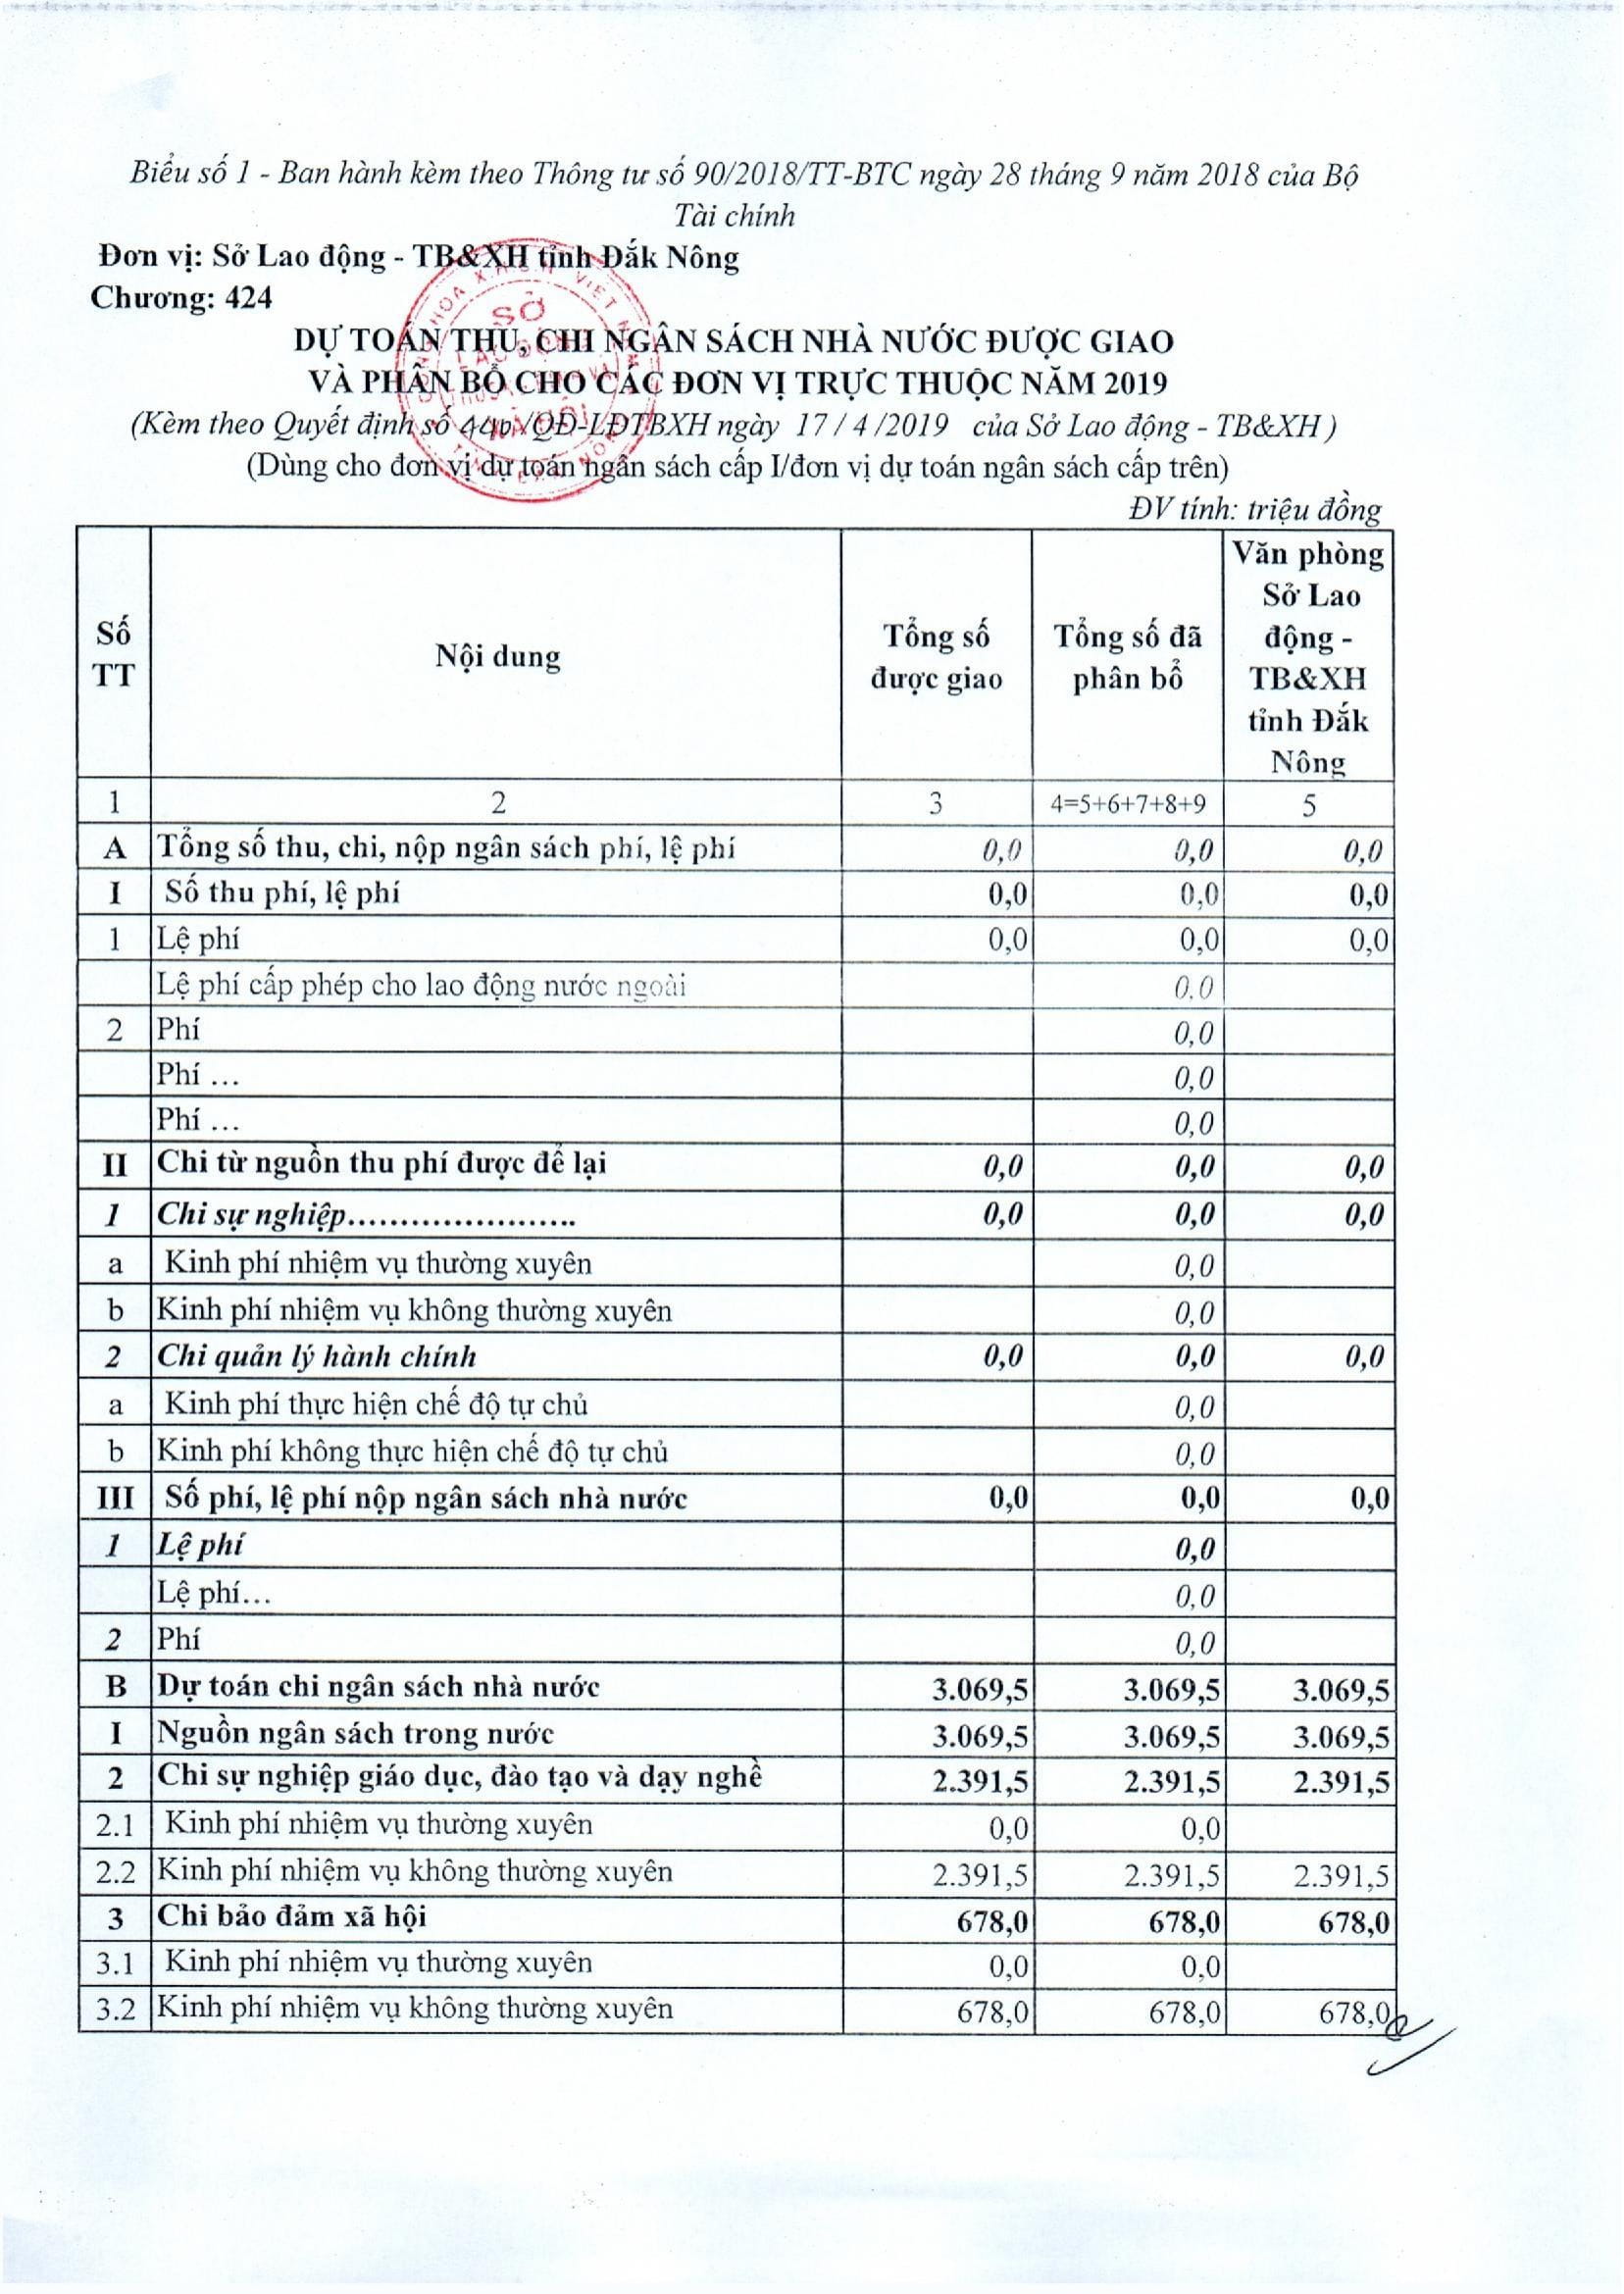 Biểu số 1 - Ban hành kèm theo Thông tư số 90/2018/TT-BTC ngày 28 tháng 9 năm 2018 của Bộ
Tài chính
Đơn vị: Sở Lao động - TB&XH tỉnh Đắk Nông
Chương: 424
DỰ TOÁN THU, CHI NGÂN SÁCH NHÀ NƯỚC ĐƯỢC GIAO
VÀ PHÂN BỔ CHO CÁC ĐƠN VỊ TRỰC THUỘC NĂM 2019
(Kèm theo Quyết định số /QĐ-LĐTBXH ngày 17 / 4 /2019 của Sở Lao động - TB&XH )
(Dùng cho đơn vị dự toán ngân sách cấp I/đơn vị dự toán ngân sách cấp trên)
ĐV tính: triệu đồng
Số TT Nội dung Tổng số được giao Tổng số đã phân bổ Văn phòng Sở Lao động - TB&XH tỉnh Đắk Nông
1 2 3 4=5+6+7+8+9 5
A Tổng số thu, chi, nộp ngân sách phí, lệ phí 0,0 0,0 0,0
I Số thu phí, lệ phí 0,0 0,0 0,0
1 Lệ phí 0,0 0,0 0,0
Lệ phí cấp phép cho lao động nước ngoài 0,0
2 Phí 0,0
Phí ... 0,0
Phí ... 0,0
II Chi từ nguồn thu phí được để lại 0,0 0,0 0,0
1 Chi sự nghiệp...................... 0,0 0,0 0,0
a Kinh phí nhiệm vụ thường xuyên 0,0
b Kinh phí nhiệm vụ không thường xuyên 0,0
2 Chi quản lý hành chính 0,0 0,0 0,0
a Kinh phí thực hiện chế độ tự chủ 0,0
b Kinh phí không thực hiện chế độ tự chủ 0,0
III Số phí, lệ phí nộp ngân sách nhà nước 0,0 0,0 0,0
1 Lệ phí 0,0
Lệ phí... 0,0
2 Phí 0,0
B Dự toán chi ngân sách nhà nước 3.069,5 3.069,5 3.069,5
I Nguồn ngân sách trong nước 3.069,5 3.069,5 3.069,5
2 Chi sự nghiệp giáo dục, đào tạo và dạy nghề 2.391,5 2.391,5 2.391,5
2.1 Kinh phí nhiệm vụ thường xuyên 0,0 0,0
2.2 Kinh phí nhiệm vụ không thường xuyên 2.391,5 2.391,5 2.391,5
3 Chi bảo đảm xã hội 678,0 678,0 678,0
3.1 Kinh phí nhiệm vụ thường xuyên 0,0 0,0
3.2 Kinh phí nhiệm vụ không thường xuyên 678,0 678,0 678,0